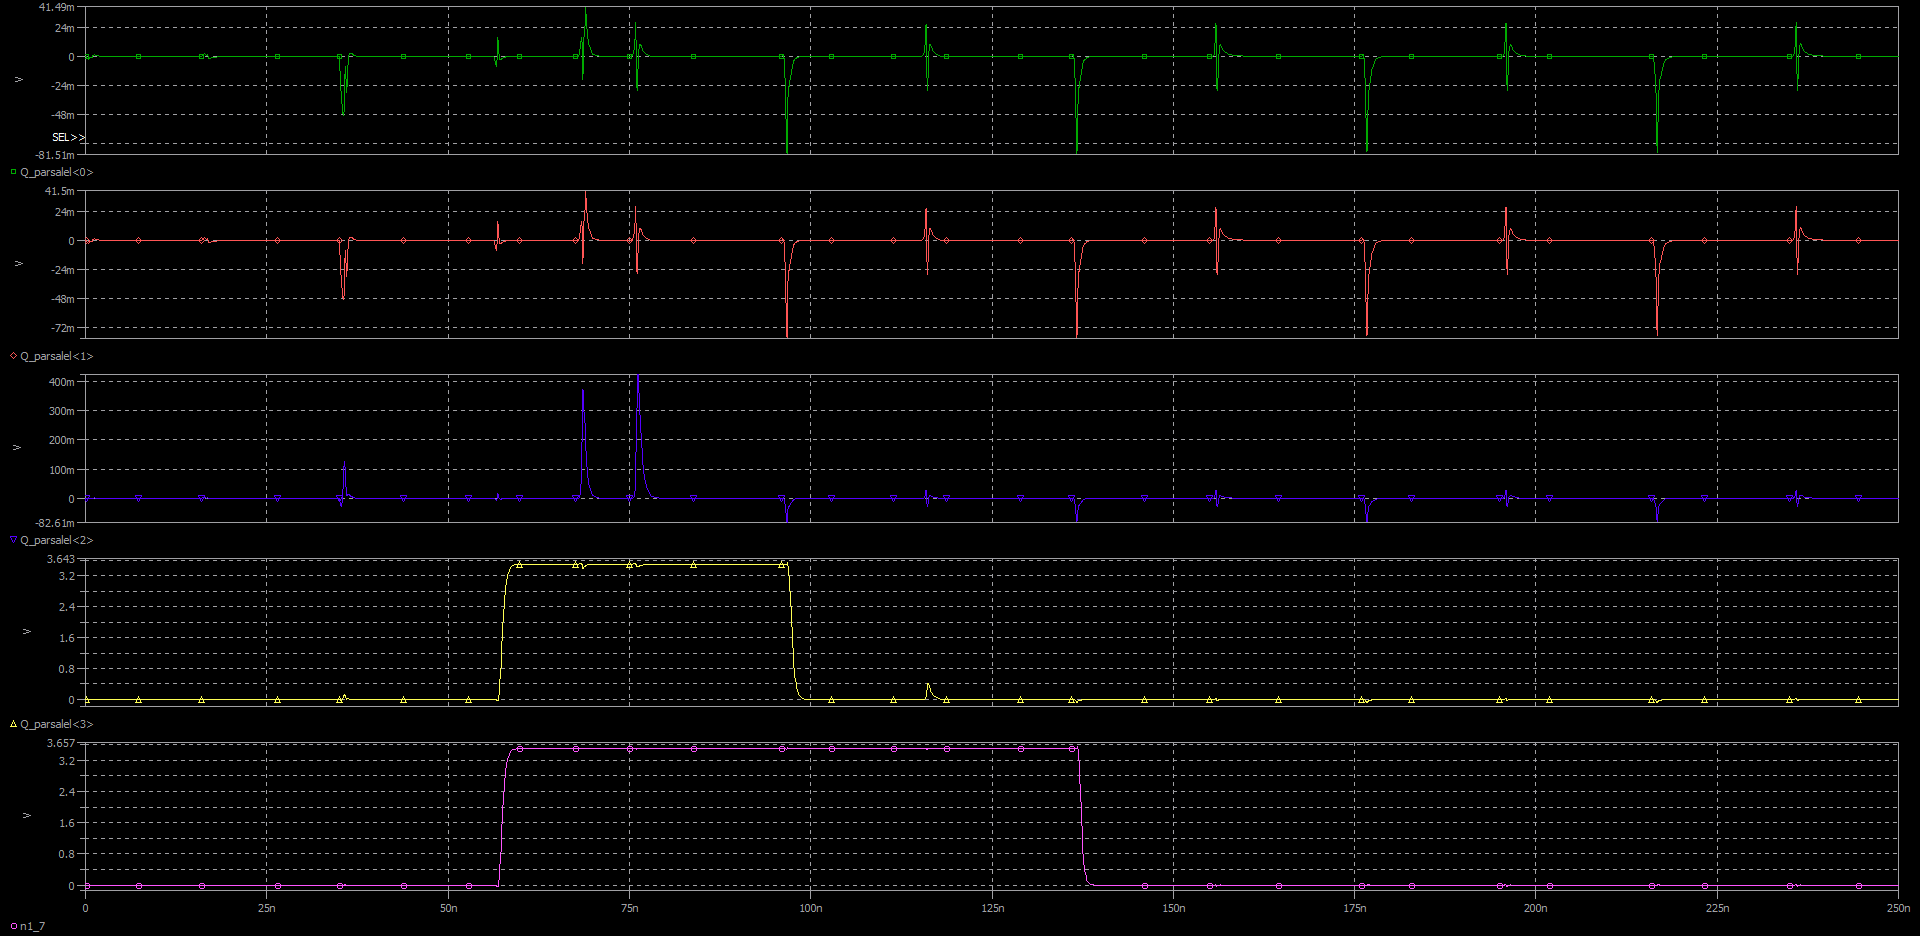 41.49m
24m
0
-24m
-48m
SEL>>
-81.51m
V
Q_parsalel<0>
41.5m
24m
0
-24m
-48m
-72m
V
Q_parsalel<1>
400m
300m
200m
100m
0
-82.61m
V
Q_parsalel<2>
3.643
3.2
2.4
1.6
0.8
0
V
Q_parsalel<3>
3.657
3.2
2.4
1.6
0.8
0
V
0 25n 50n 75n 100n 125n 150n 175n 200n 225n 250n
n1_7